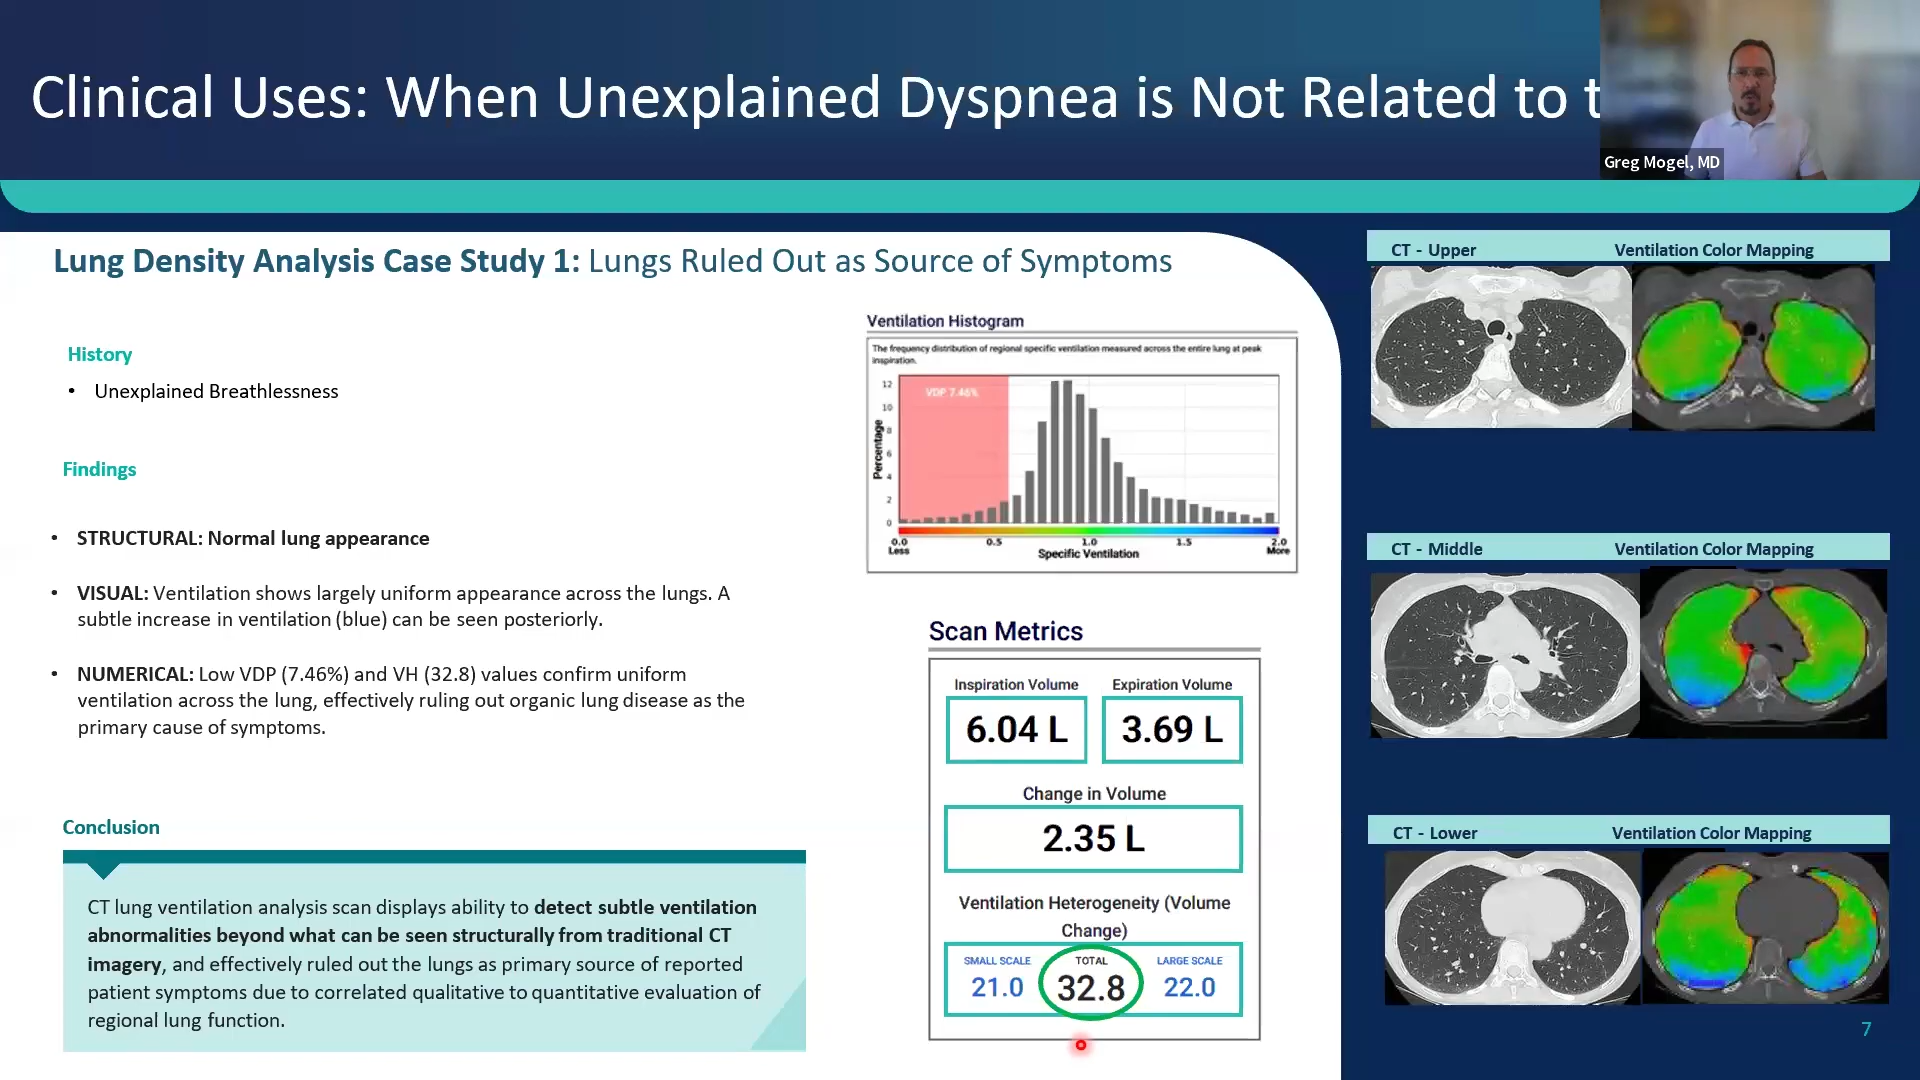 Clinical Uses: When Unexplained Dyspnea is Not Related to t
Greg Mogel, MD
Lung Density Analysis Case Study 1: Lungs Ruled Out as Source of Symptoms
History
• Unexplained Breathlessness
Findings
• STRUCTURAL: Normal lung appearance
• VISUAL: Ventilation shows largely uniform appearance across the lungs. A
subtle increase in ventilation (blue) can be seen posteriorly.
• NUMERICAL: Low VDP (7.46%) and VH (32.8) values confirm uniform
ventilation across the lung, effectively ruling out organic lung disease as the
primary cause of symptoms.
Conclusion
CT lung ventilation analysis scan displays ability to detect subtle ventilation
abnormalities beyond what can be seen structurally from traditional CT
imagery, and effectively ruled out the lungs as primary source of reported
patient symptoms due to correlated qualitative to quantitative evaluation of
regional lung function.
Ventilation Histogram
The frequency distribution of regional specific ventilation measured across the entire lung at peak
inspiration.
VDP 7.46%
Percentage
12
10
8
6
4
2
0
0.0 0.5 1.0 1.5 2.0
Less Specific Ventilation More
Scan Metrics
Inspiration Volume Expiration Volume
6.04 L 3.69 L
Change in Volume
2.35 L
Ventilation Heterogeneity (Volume
Change)
SMALL SCALE TOTAL LARGE SCALE
21.0 32.8 22.0
CT - Upper Ventilation Color Mapping
CT - Middle Ventilation Color Mapping
CT - Lower Ventilation Color Mapping
7